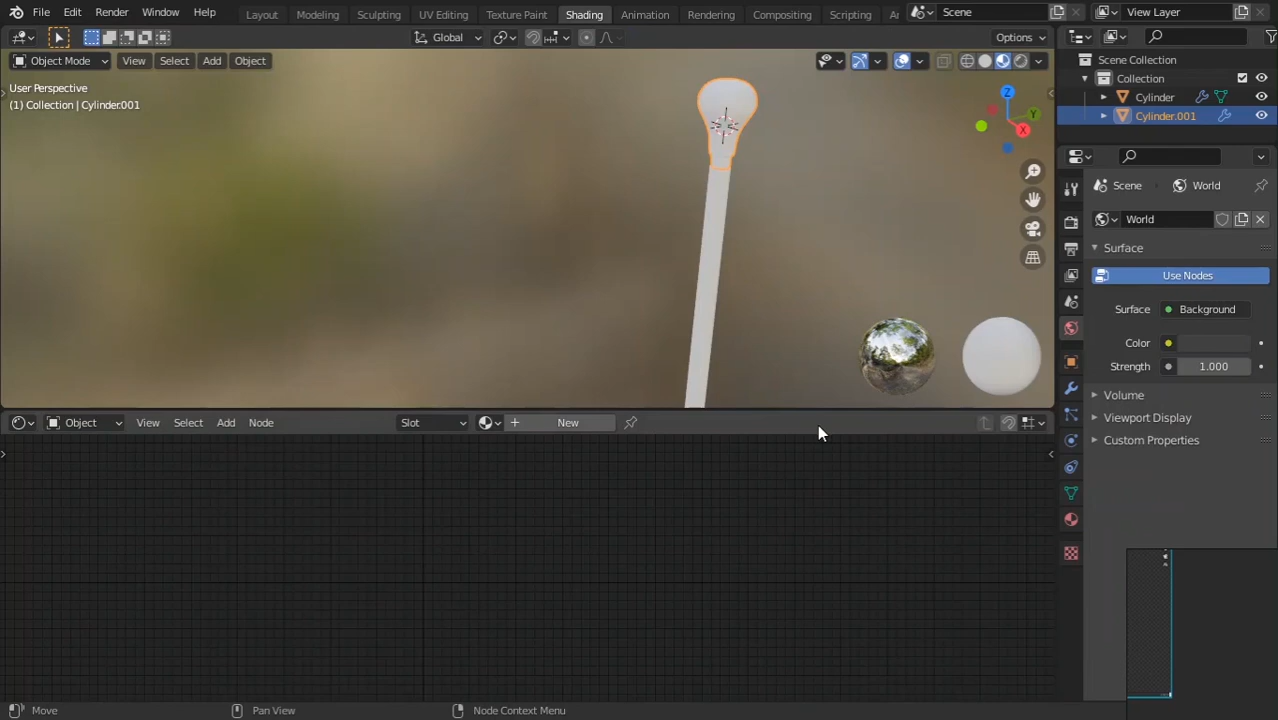 File Edit Render Window Help Layout Modeling Sculpting UV Editing Texture Paint Shading Animation Rendering Compositing Scripting Scene View Layer
Global Options
Object Mode View Select Add Object
User Perspective
(1) Collection | Cylinder.001
Z
Y
X
Scene Collection
Collection
Cylinder
Cylinder.001
Scene World
World
Surface
Use Nodes
Surface Background
Color
Strength 1.000
Volume
Viewport Display
Custom Properties
Object View Select Add Node Slot New
Move Pan View Node Context Menu